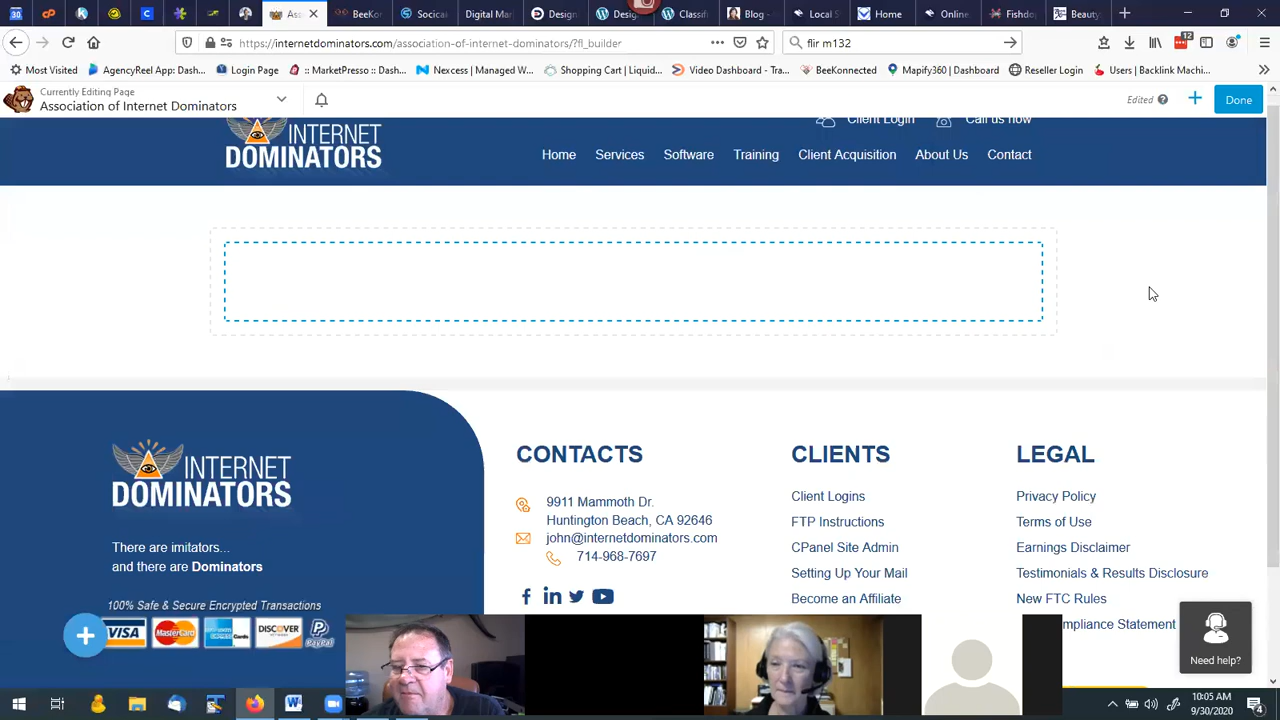 Ass
BeeKon
Socica
Digital Mar
Design
Desig
Classif
Blog -
Local S
Home
Online
Fishdo
Beauty
https://internetdominators.com/association-of-internet-dominators/?fl_builder
flir m132
12
Most Visited
AgencyReel App: Dash...
Login Page
:: MarketPresso :: Dash...
Nexcess | Managed W...
Shopping Cart | Liquid...
Video Dashboard - Tra...
BeeKonnected
Mapify360 | Dashboard
Reseller Login
Users | Backlink Machi...
Currently Editing Page
Association of Internet Dominators
Edited
Done
Client Login
Call us now
INTERNET
DOMINATORS
Home
Services
Software
Training
Client Acquisition
About Us
Contact
INTERNET
DOMINATORS
There are imitators...
and there are Dominators
100% Safe & Secure Encrypted Transactions
VISA
MasterCard
DISCOVER
PayPal
CONTACTS
9911 Mammoth Dr.
Huntington Beach, CA 92646
john@internetdominators.com
714-968-7697
CLIENTS
Client Logins
FTP Instructions
CPanel Site Admin
Setting Up Your Mail
Become an Affiliate
LEGAL
Privacy Policy
Terms of Use
Earnings Disclaimer
Testimonials & Results Disclosure
New FTC Rules
mpliance Statement
Need help?
10:05 AM
9/30/2020